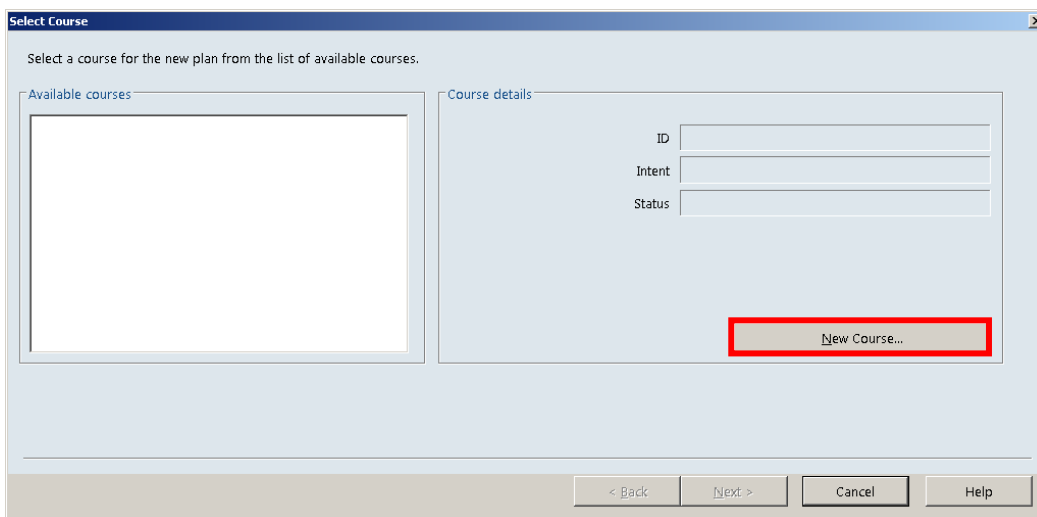 Select Course
Select a course for the new plan from the list of available courses.
Available courses
Course details
ID
Intent
Status
New Course...
< Back
Next >
Cancel
Help